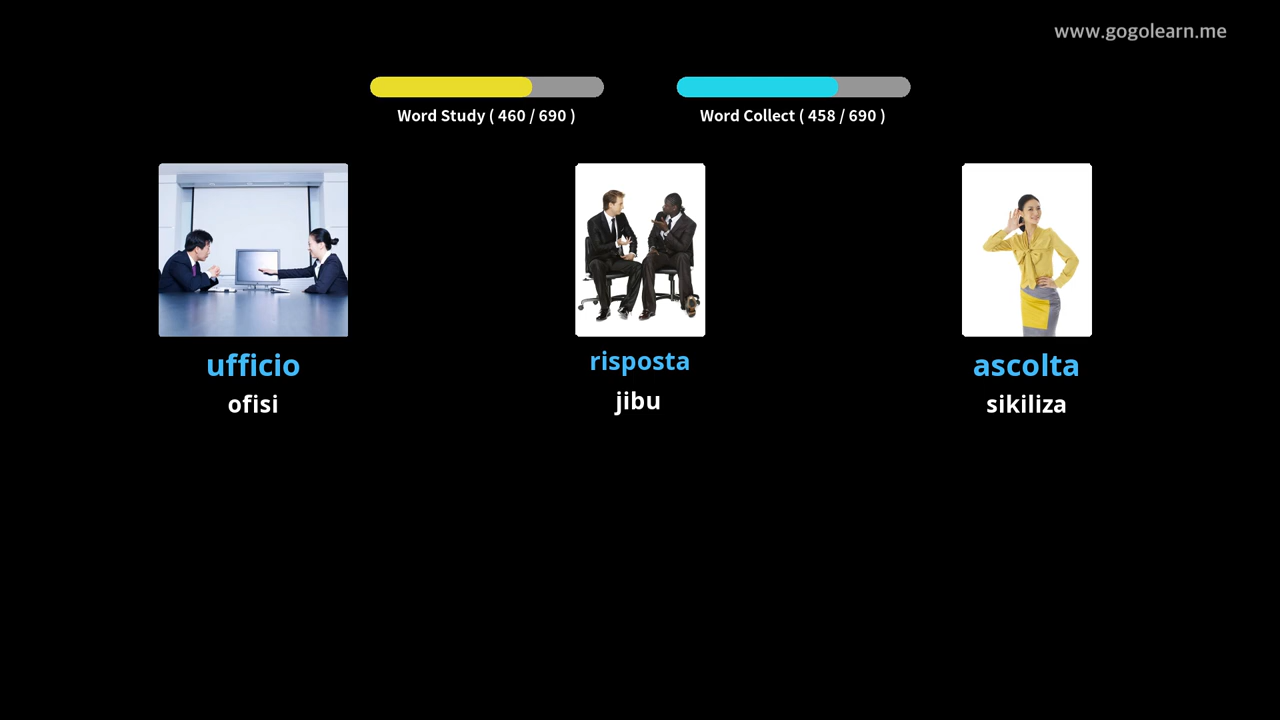 www.gogolearn.me
Word Study ( 460 / 690 )
Word Collect ( 458 / 690 )
ufficio
ofisi
risposta
jibu
ascolta
sikiliza